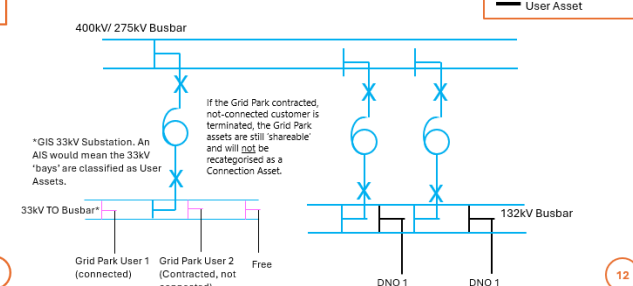 User Asset
400kV/ 275kV Busbar
If the Grid Park contracted,
not-connected customer is
terminated, the Grid Park
assets are still 'shareable'
and will not be
recategorised as a
Connection Asset.
*GIS 33kV Substation. An
AIS would mean the 33kV
'bays' are classified as User
Assets.
33kV TO Busbar*
132kV Busbar
Grid Park User 1
(connected)
Grid Park User 2
(Contracted, not
connected)
Free
DNO 1
DNO 1
12